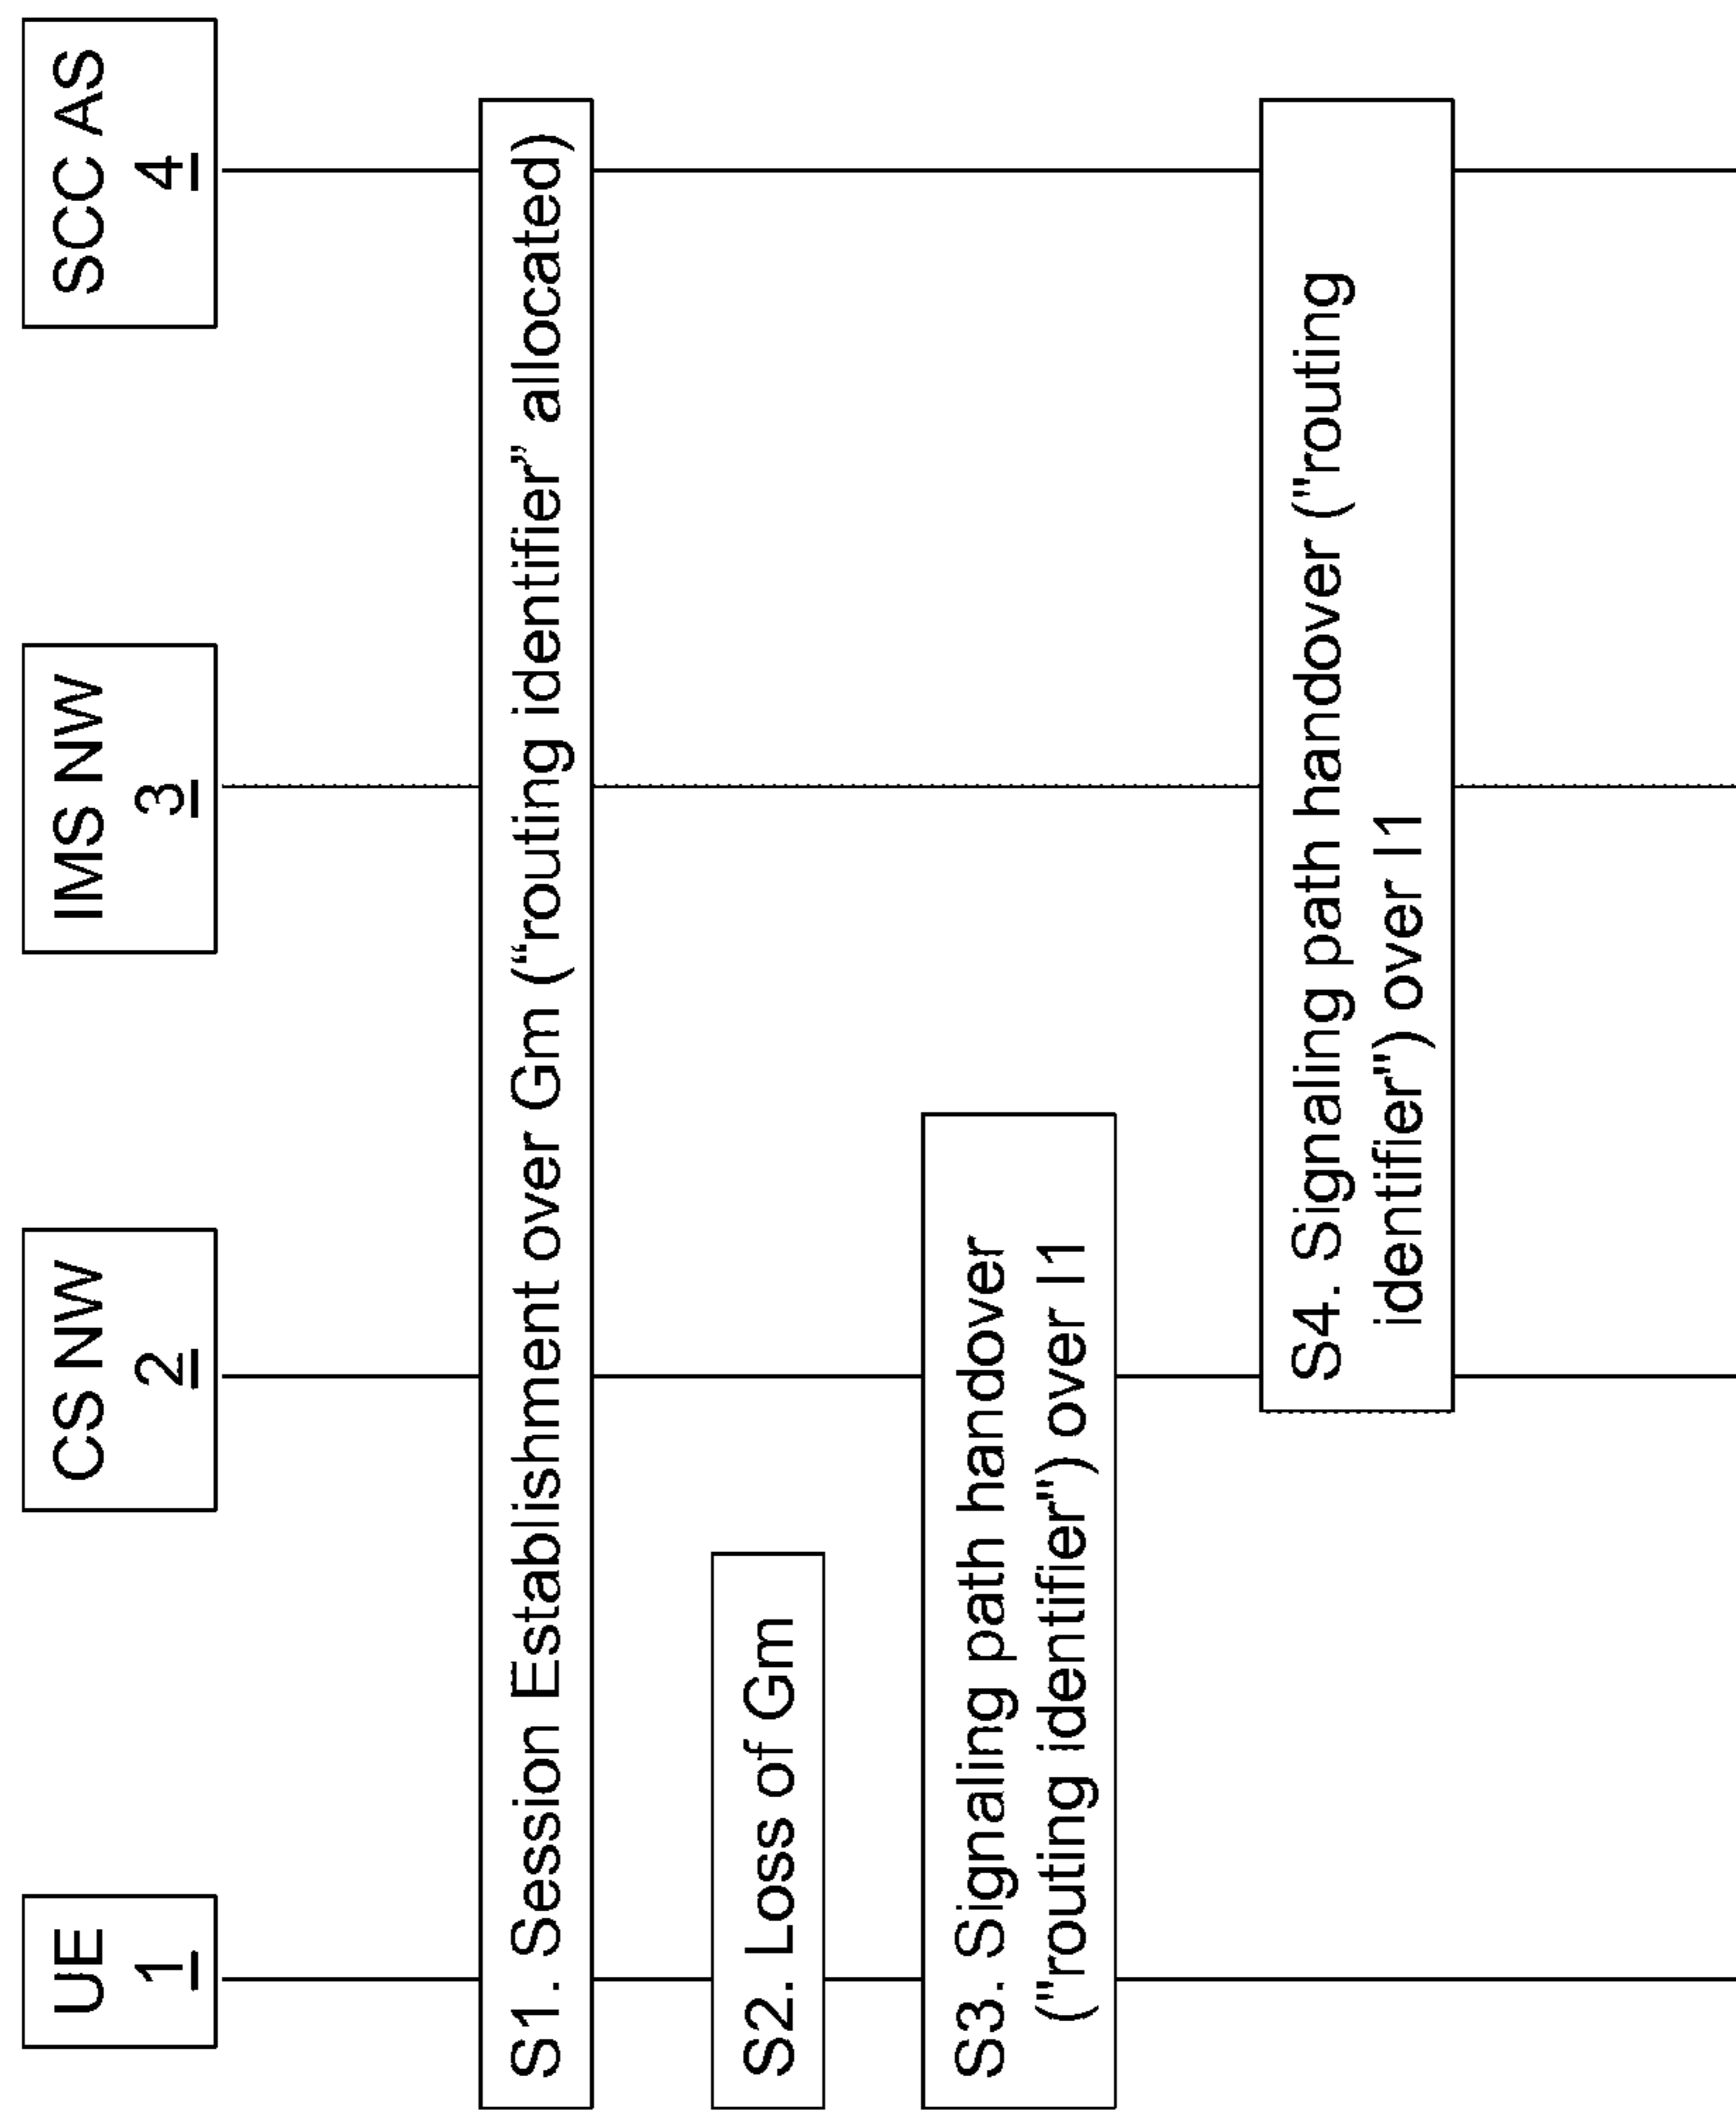 UE
1
CS NW
2
IMS NW
3
SCC AS
4
S1. Session Establishment over Gm (“routing identifier” allocated)
S2. Loss of Gm
S3. Signaling path handover
("routing identifier") over I1
S4. Signaling path handover ("routing
identifier") over I1